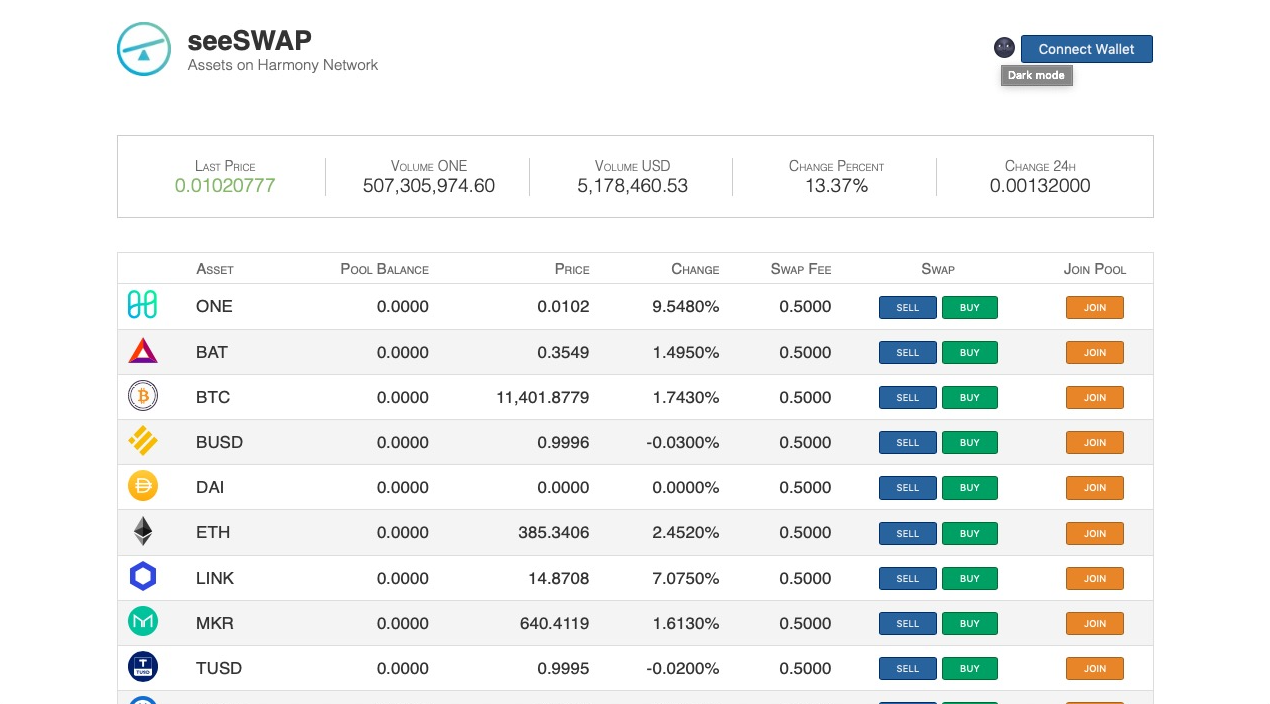 seeSWAP
Assets on Harmony Network
Connect Wallet
Dark mode
Last Price Volume ONE Volume USD Change Percent Change 24h
0.01020777 507,305,974.60 5,178,460.53 13.37% 0.00132000
Asset Pool Balance Price Change Swap Fee Swap Join Pool
ONE 0.0000 0.0102 9.5480% 0.5000 SELL BUY JOIN
BAT 0.0000 0.3549 1.4950% 0.5000 SELL BUY JOIN
BTC 0.0000 11,401.8779 1.7430% 0.5000 SELL BUY JOIN
BUSD 0.0000 0.9996 -0.0300% 0.5000 SELL BUY JOIN
DAI 0.0000 0.0000 0.0000% 0.5000 SELL BUY JOIN
ETH 0.0000 385.3406 2.4520% 0.5000 SELL BUY JOIN
LINK 0.0000 14.8708 7.0750% 0.5000 SELL BUY JOIN
MKR 0.0000 640.4119 1.6130% 0.5000 SELL BUY JOIN
T TUSD TUSD 0.0000 0.9995 -0.0200% 0.5000 SELL BUY JOIN